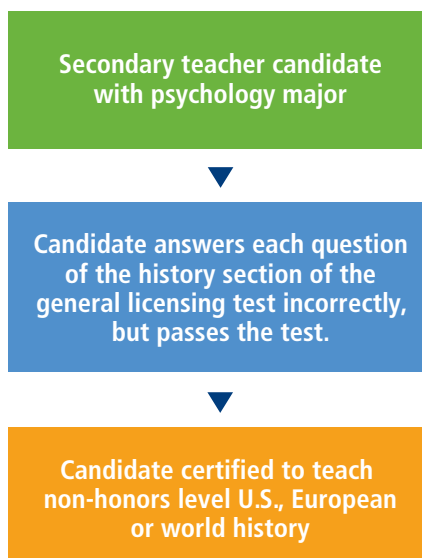 Secondary teacher candidate
with psychology major
Candidate answers each question
of the history section of the
general licensing test incorrectly,
but passes the test.
Candidate certified to teach
non-honors level U.S., European
or world history